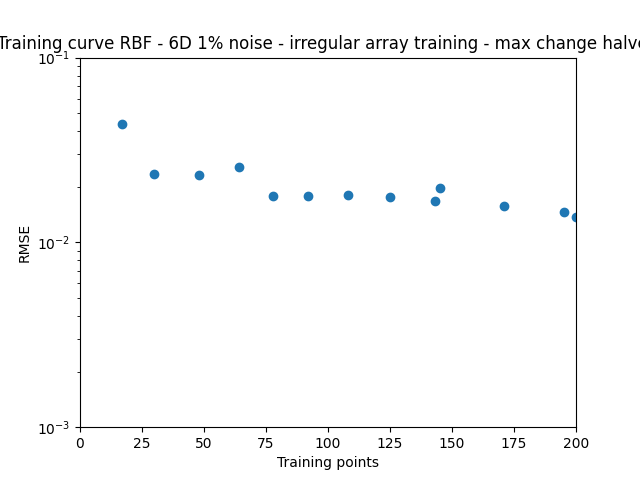 Training curve RBF - 6D 1% noise - irregular array training - max change halve
10⁻¹
10⁻²
10⁻³
RMSE
0 25 50 75 100 125 150 175 200
Training points